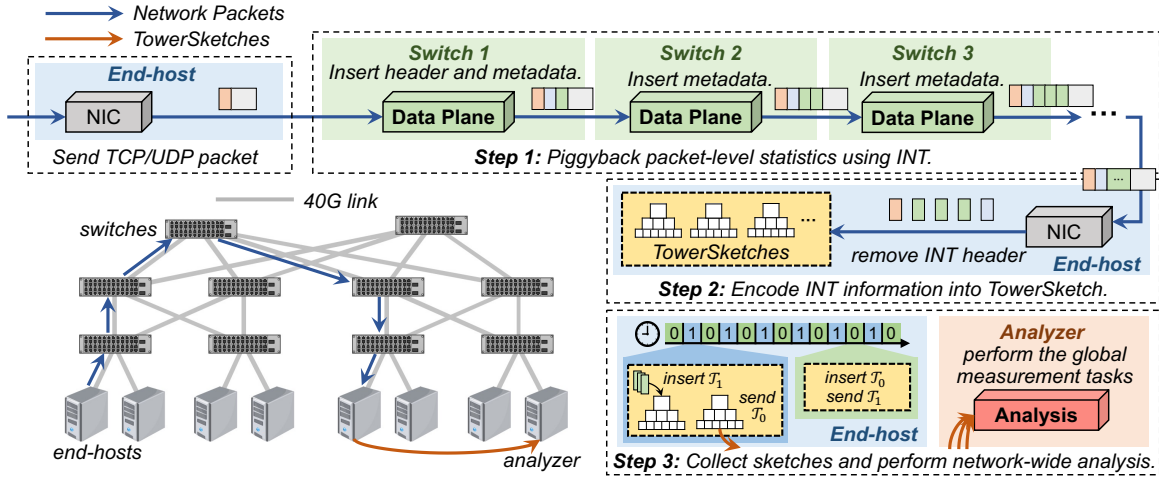 Network Packets
TowerSketches
End-host
NIC
Send TCP/UDP packet
Switch 1
Insert header and metadata.
Data Plane
Switch 2
Insert metadata.
Data Plane
Switch 3
Insert metadata.
Data Plane
...
Step 1: Piggyback packet-level statistics using INT.
40G link
switches
end-hosts
analyzer
...
...
TowerSketches
remove INT header
NIC
End-host
Step 2: Encode INT information into TowerSketch.
0 1 0 1 0 1 0 1 0 1 0
insert 𝒯1
send
𝒯0
insert 𝒯0
send 𝒯1
End-host
Analyzer
perform the global
measurement tasks
Analysis
Step 3: Collect sketches and perform network-wide analysis.